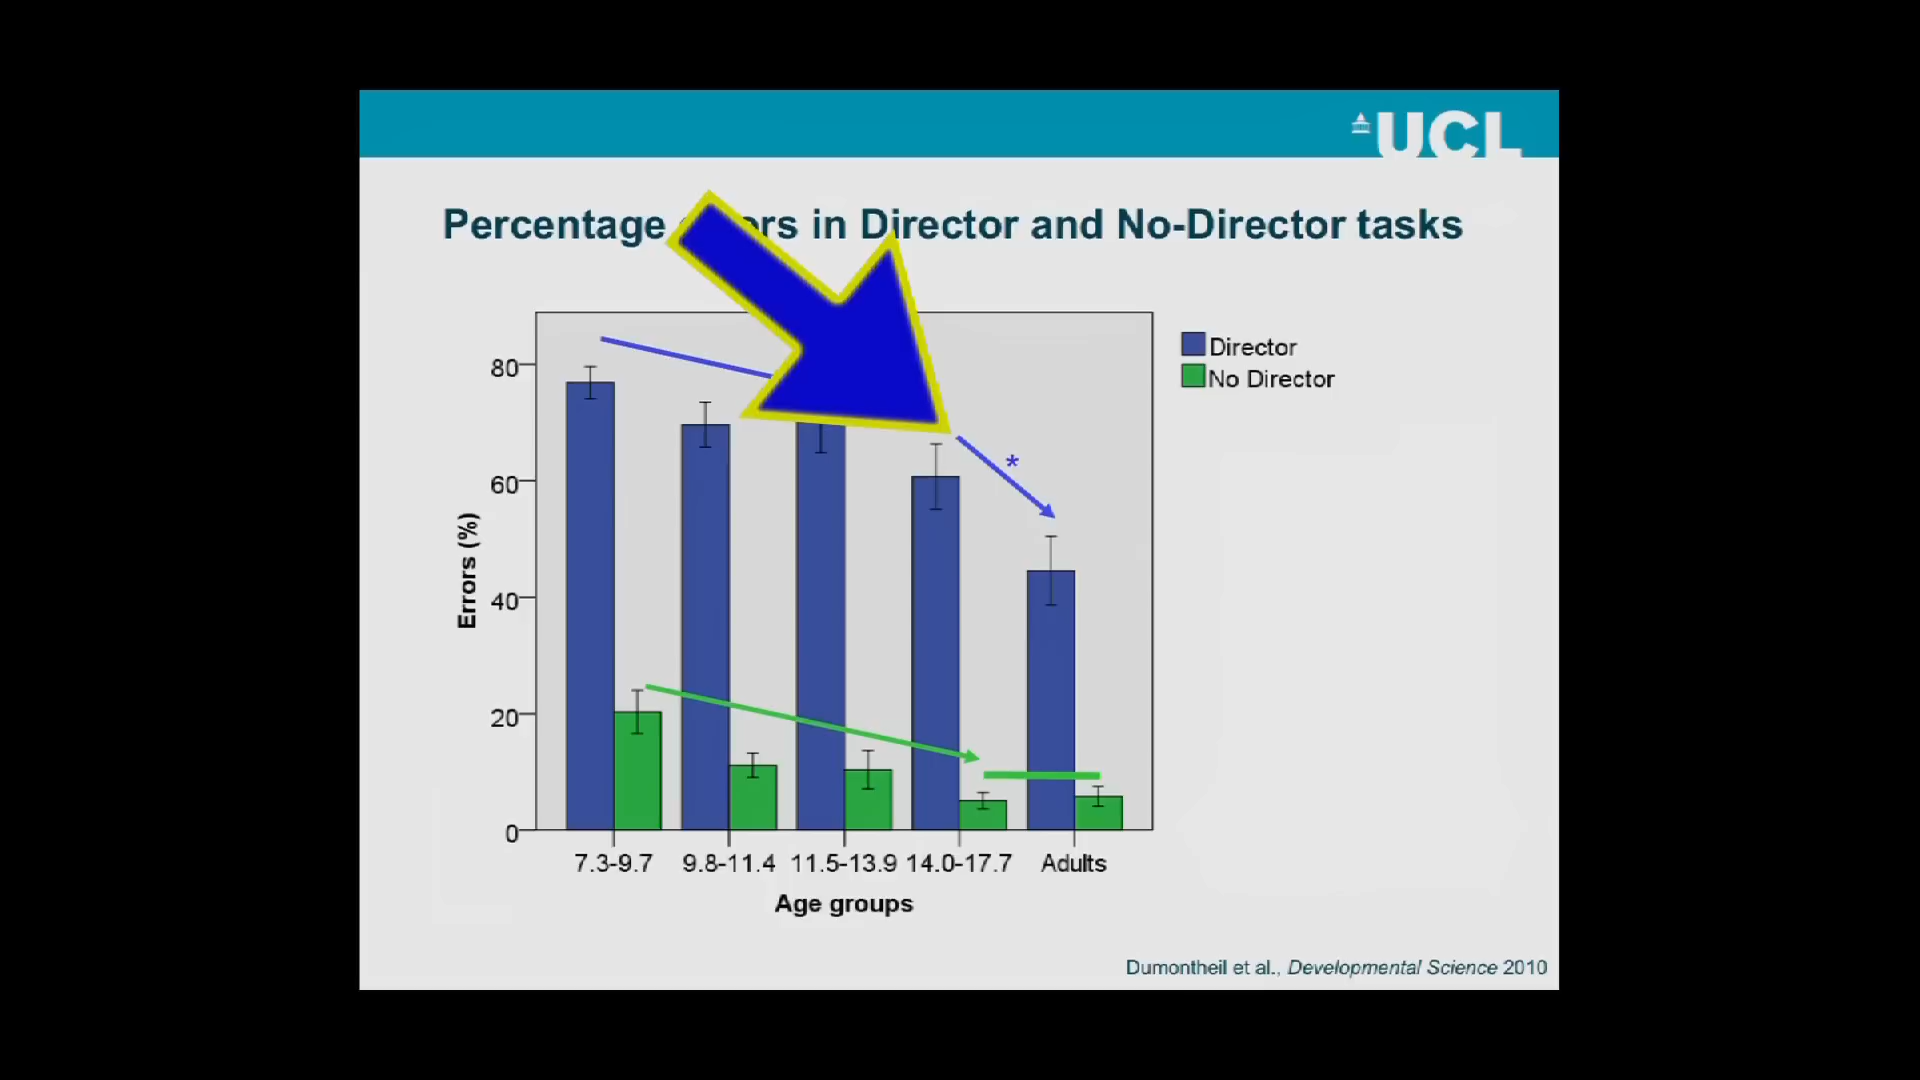 UCL
Percentage in Director and No-Director tasks
Director
No Director
80
60
40
20
0
Errors (%)
7.3-9.7 9.8-11.4 11.5-13.9 14.0-17.7 Adults
Age groups
*
Dumontheil et al., Developmental Science 2010